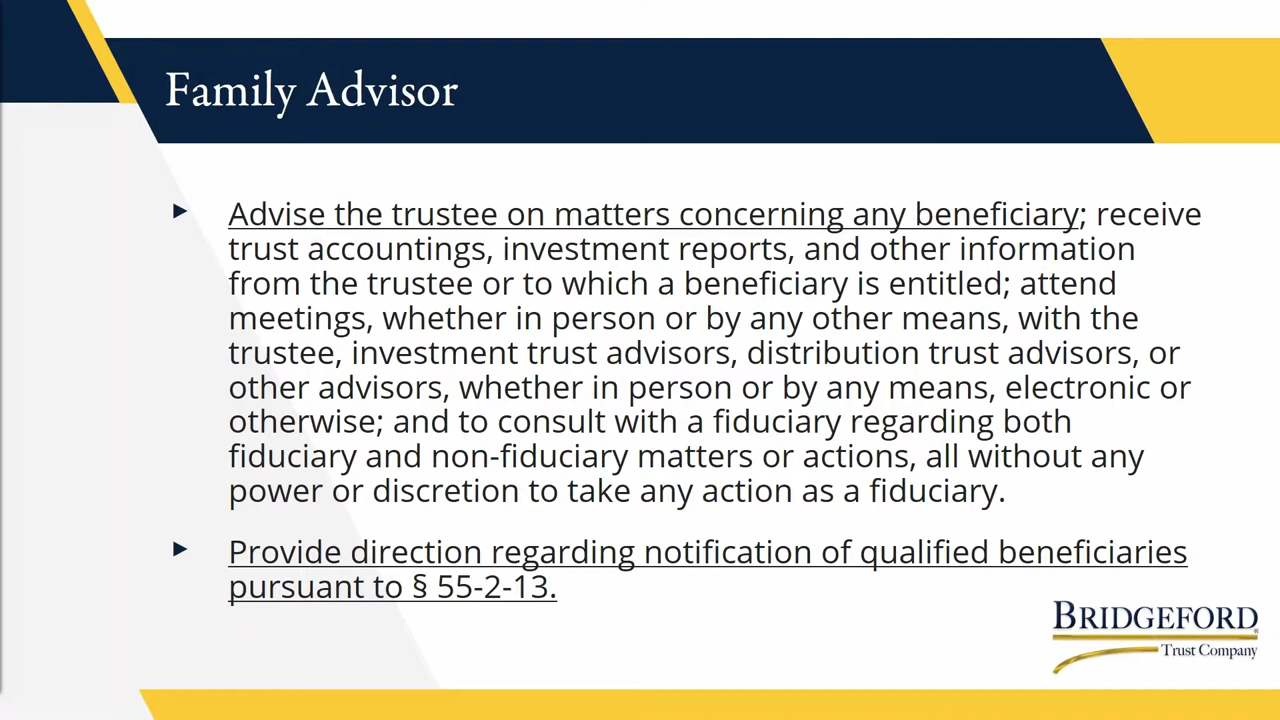 Family Advisor
Advise the trustee on matters concerning any beneficiary; receive
trust accountings, investment reports, and other information
from the trustee or to which a beneficiary is entitled; attend
meetings, whether in person or by any other means, with the
trustee, investment trust advisors, distribution trust advisors, or
other advisors, whether in person or by any means, electronic or
otherwise; and to consult with a fiduciary regarding both
fiduciary and non-fiduciary matters or actions, all without any
power or discretion to take any action as a fiduciary.
Provide direction regarding notification of qualified beneficiaries
pursuant to § 55-2-13.
BRIDGEFORD®
Trust Company